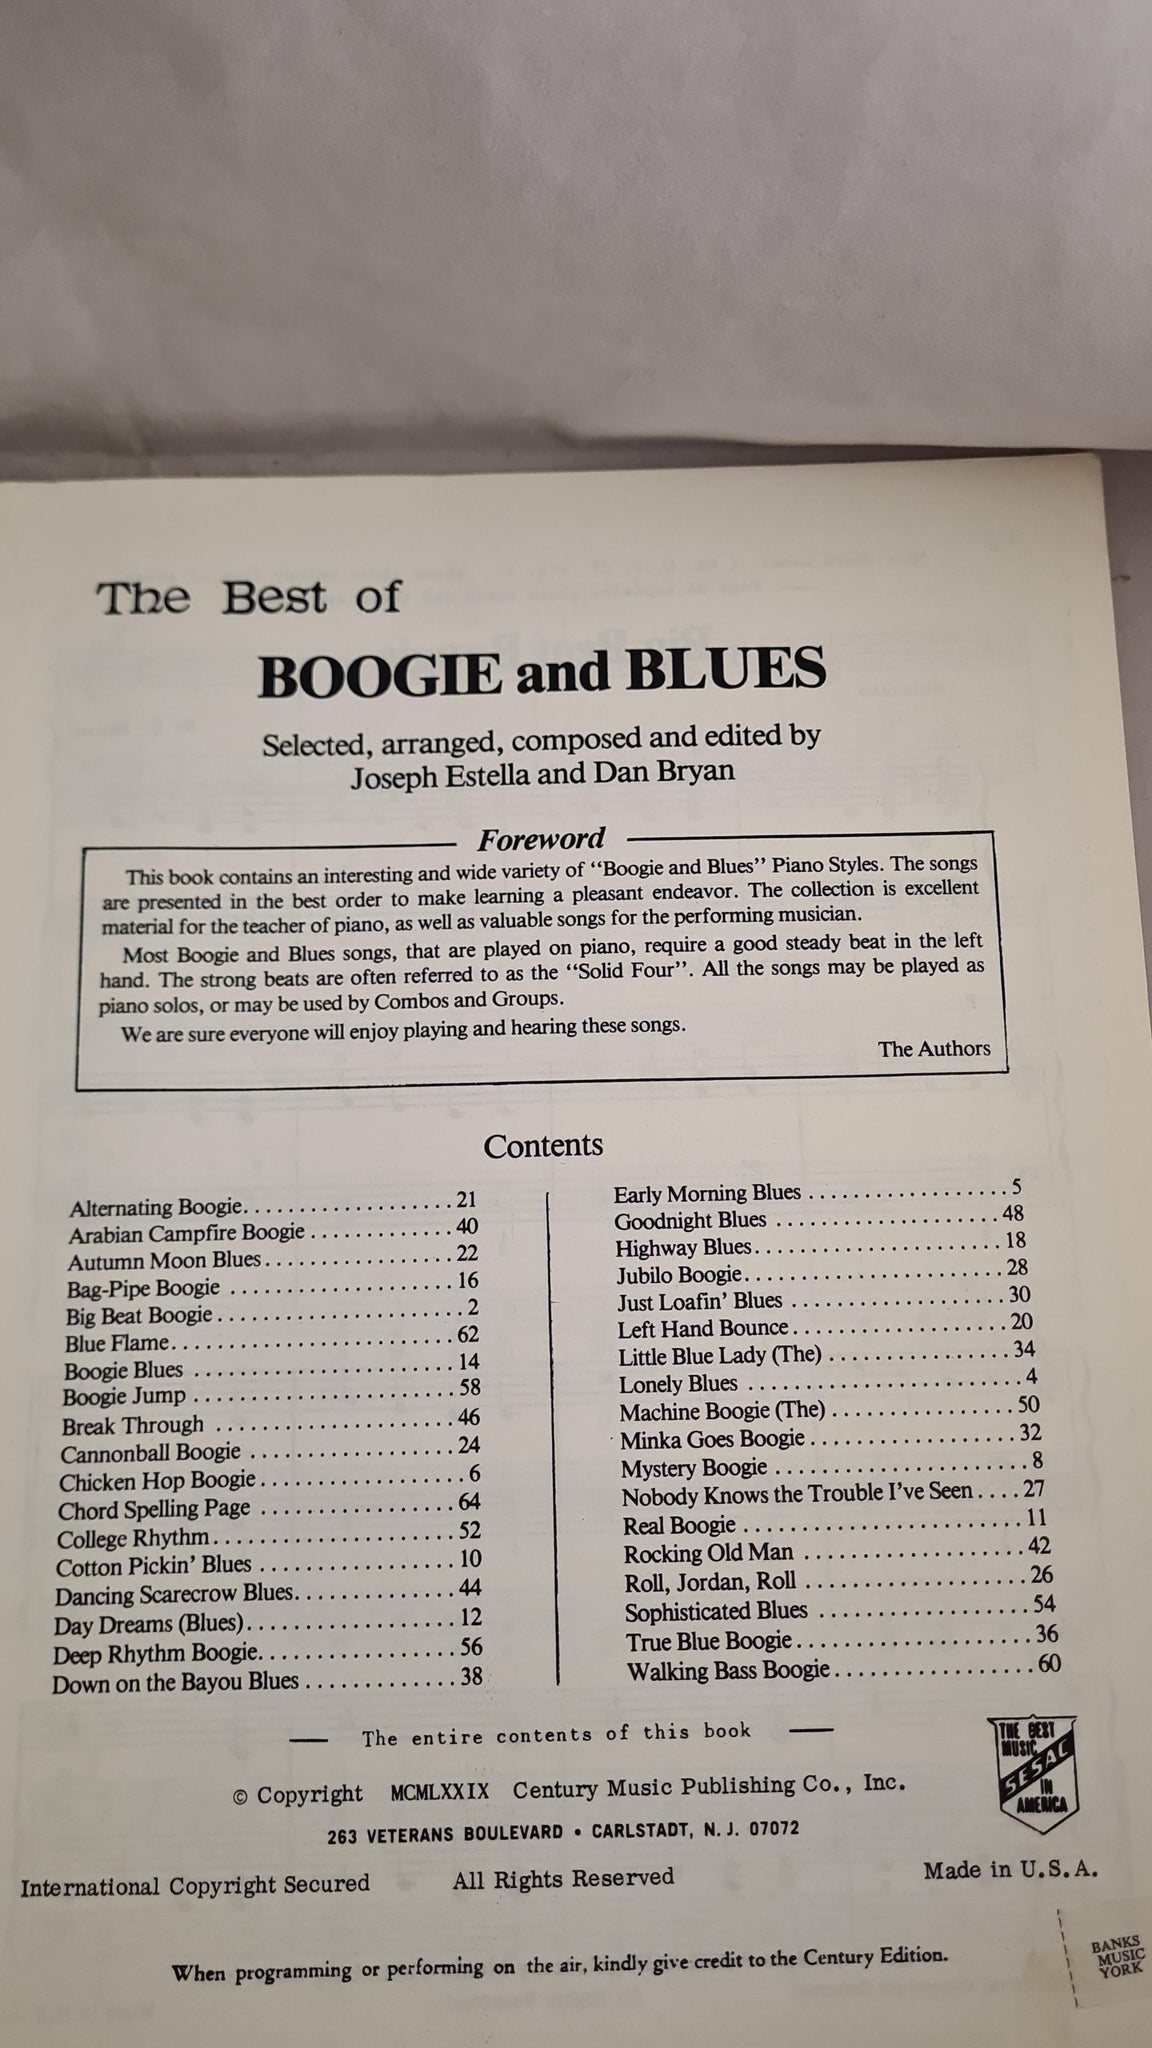 The Best of
BOOGIE and BLUES
Selected, arranged, composed and edited by
Joseph Estella and Dan Bryan
Foreword
This book contains an interesting and wide variety of "Boogie and Blues" Piano Styles. The songs
are presented in the best order to make learning a pleasant endeavor. The collection is excellent
material for the teacher of piano, as well as valuable songs for the performing musician.
Most Boogie and Blues songs, that are played on piano, require a good steady beat in the left
hand. The strong beats are often referred to as the "Solid Four". All the songs may be played as
piano solos, or may be used by Combos and Groups.
We are sure everyone will enjoy playing and hearing these songs.
The Authors
Contents
Alternating Boogie. . . . . . . . . . . . . . . . . . . 21
Arabian Campfire Boogie . . . . . . . . . . . . . 40
Autumn Moon Blues . . . . . . . . . . . . . . . . . 22
Bag-Pipe Boogie . . . . . . . . . . . . . . . . . . . . 16
Big Beat Boogie . . . . . . . . . . . . . . . . . . . . . . 2
Blue Flame. . . . . . . . . . . . . . . . . . . . . . . . . 62
Boogie Blues . . . . . . . . . . . . . . . . . . . . . . . 14
Boogie Jump . . . . . . . . . . . . . . . . . . . . . . . 58
Break Through . . . . . . . . . . . . . . . . . . . . . 46
Cannonball Boogie . . . . . . . . . . . . . . . . . . 24
Chicken Hop Boogie . . . . . . . . . . . . . . . . . . 6
Chord Spelling Page . . . . . . . . . . . . . . . . . 64
College Rhythm . . . . . . . . . . . . . . . . . . . . . 52
Cotton Pickin' Blues . . . . . . . . . . . . . . . . . 10
Dancing Scarecrow Blues. . . . . . . . . . . . . . 44
Day Dreams (Blues) . . . . . . . . . . . . . . . . . . 12
Deep Rhythm Boogie. . . . . . . . . . . . . . . . . 56
Down on the Bayou Blues . . . . . . . . . . . . . 38
Early Morning Blues . . . . . . . . . . . . . . . . . . 5
Goodnight Blues . . . . . . . . . . . . . . . . . . . . 48
Highway Blues . . . . . . . . . . . . . . . . . . . . . . 18
Jubilo Boogie . . . . . . . . . . . . . . . . . . . . . . . 28
Just Loafin' Blues . . . . . . . . . . . . . . . . . . . 30
Left Hand Bounce . . . . . . . . . . . . . . . . . . . 20
Little Blue Lady (The) . . . . . . . . . . . . . . . . 34
Lonely Blues . . . . . . . . . . . . . . . . . . . . . . . . 4
Machine Boogie (The) . . . . . . . . . . . . . . . . 50
Minka Goes Boogie . . . . . . . . . . . . . . . . . . 32
Mystery Boogie . . . . . . . . . . . . . . . . . . . . . . 8
Nobody Knows the Trouble I've Seen . . . . 27
Real Boogie . . . . . . . . . . . . . . . . . . . . . . . . 11
Rocking Old Man . . . . . . . . . . . . . . . . . . . 42
Roll, Jordan, Roll . . . . . . . . . . . . . . . . . . . 26
Sophisticated Blues . . . . . . . . . . . . . . . . . . 54
True Blue Boogie . . . . . . . . . . . . . . . . . . . . 36
Walking Bass Boogie . . . . . . . . . . . . . . . . . 60
The entire contents of this book
© Copyright MCMLXXIX Century Music Publishing Co., Inc.
263 VETERANS BOULEVARD • CARLSTADT, N. J. 07072
THE BEST
MUSIC
SESAC
IN
AMERICA
International Copyright Secured All Rights Reserved Made in U.S.A.
When programming or performing on the air, kindly give credit to the Century Edition.
BANKS
MUSIC
YORK